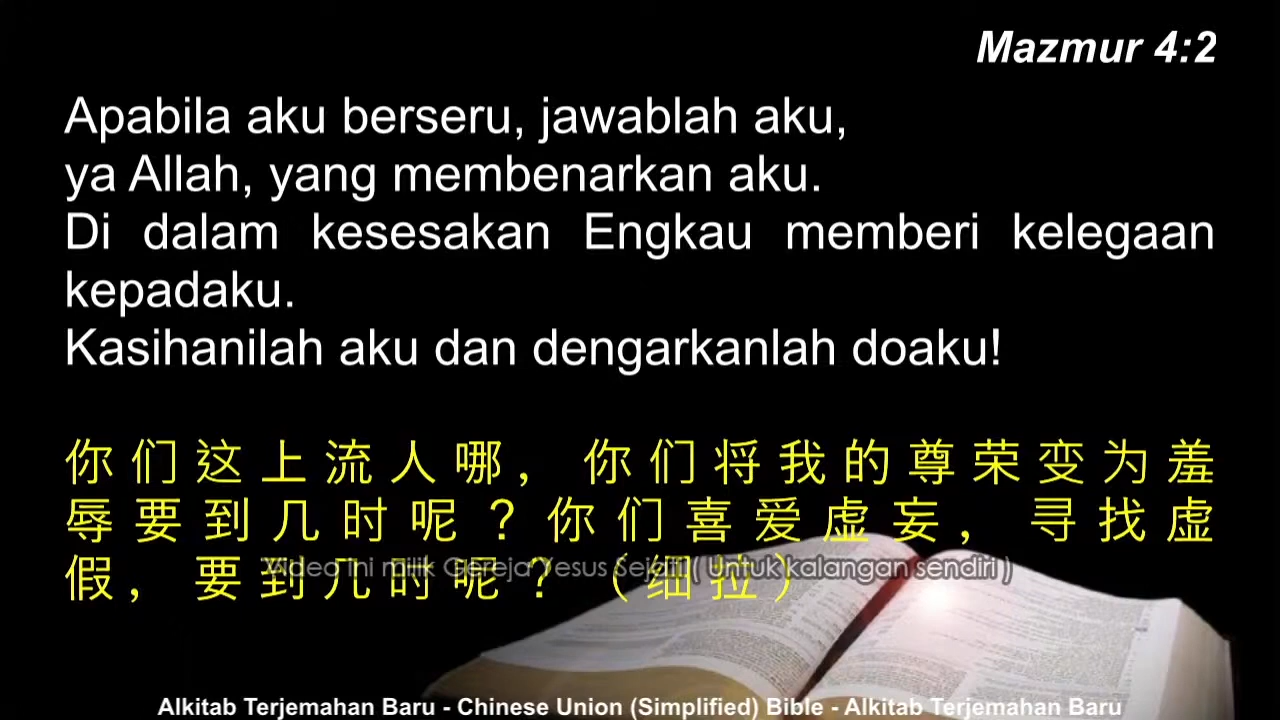 Mazmur 4:2
Apabila aku berseru, jawablah aku,
ya Allah, yang membenarkan aku.
Di dalam kesesakan Engkau memberi kelegaan
kepadaku.
Kasihanilah aku dan dengarkanlah doaku!
你们这上流人哪，你们将我的尊荣变为羞
辱要到几时呢？你们喜爱虚妄，寻找虚
假，要到几时呢？（细拉）
Video ini milik Gereja Yesus Sejati ( Untuk kalangan sendiri )
Alkitab Terjemahan Baru - Chinese Union (Simplified) Bible - Alkitab Terjemahan Baru